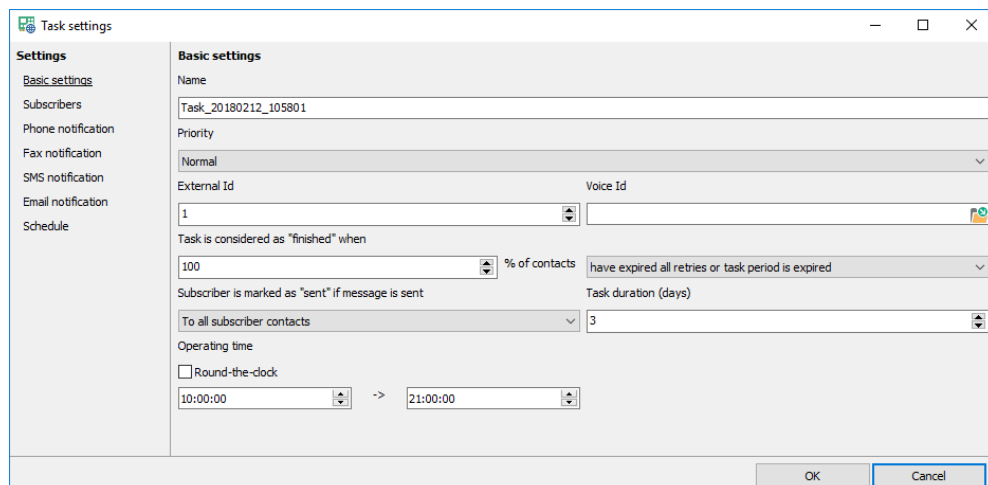 Task settings
Settings
Basic settings
Subscribers
Phone notification
Fax notification
SMS notification
Email notification
Schedule
Basic settings
Name
Task_20180212_105801
Priority
Normal
External Id Voice Id
1
Task is considered as "finished" when
100 % of contacts have expired all retries or task period is expired
Subscriber is marked as "sent" if message is sent Task duration (days)
To all subscriber contacts 3
Operating time
Round-the-clock
10:00:00 -> 21:00:00
OK Cancel